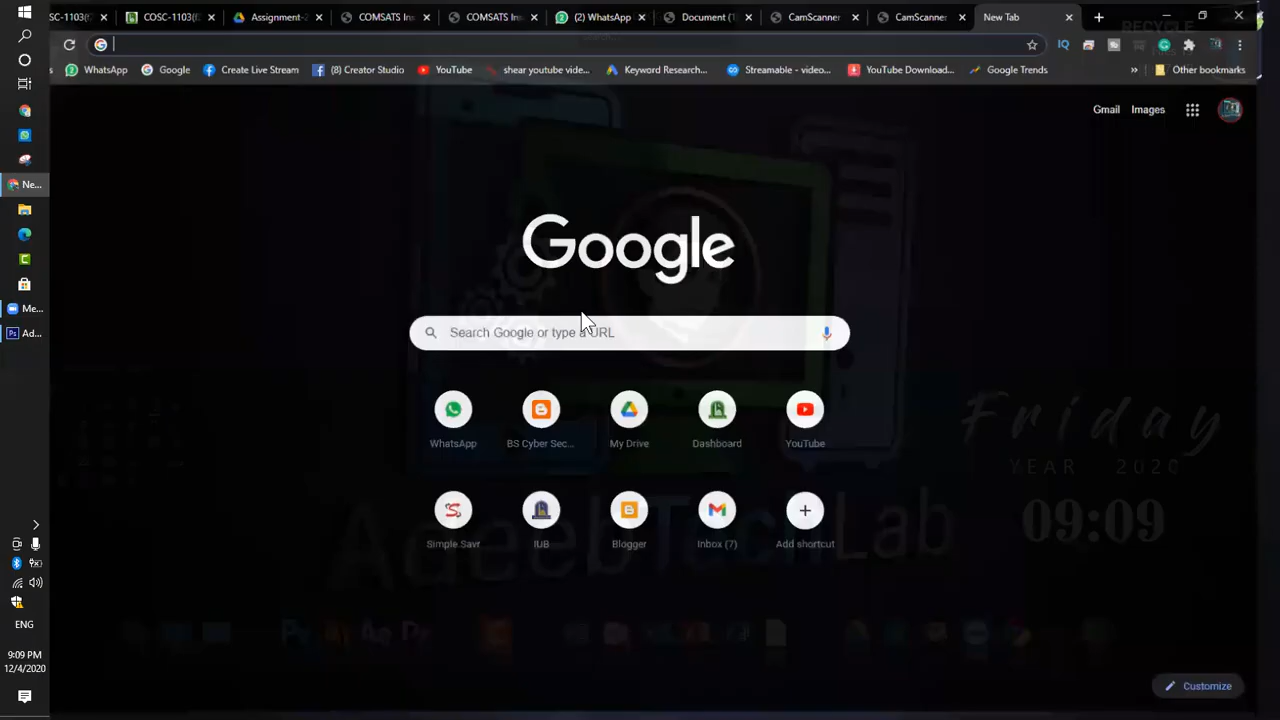 SC-1103(
COSC-1103(
Assignment-
COMSATS In
COMSATS In
(2) WhatsApp
Document (
CamScanner
CamScanner
New Tab
RECYCLE
WhatsApp
Google
Create Live Stream
(8) Creator Studio
YouTube
shear youtube vide...
Keyword Research...
Streamable - video...
YouTube Download...
Google Trends
Other bookmarks
Gmail
Images
Google
Search Google or type a URL
WhatsApp
BS Cyber Sec...
My Drive
Dashboard
YouTube
Simple Savr
IUB
Blogger
Inbox (7)
Add shortcut
Friday
YEAR 2020
09:09
AdeebTechLab
Customize
Ne...
Me...
Ad...
ENG
9:09 PM
12/4/2020